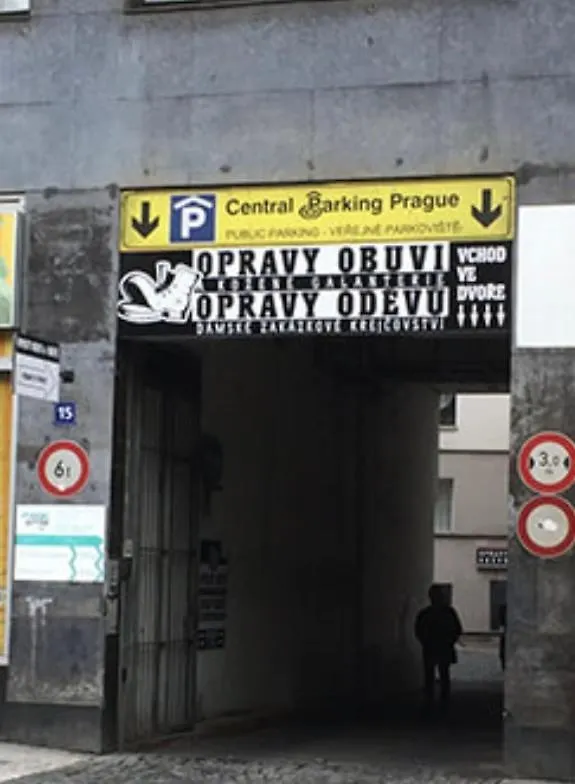 P
Central Parking Prague
PUBLIC PARKING - VEŘEJNÉ PARKOVIŠTĚ
OPRAVY OBUVI
A KOŽENÉ GALANTERIE
OPRAVY ODĚVŮ
DÁMSKÉ ZAKÁZKOVÉ KREJČOVSTVÍ
VCHOD
VE
DVOŘE
15
6t
3,0
m